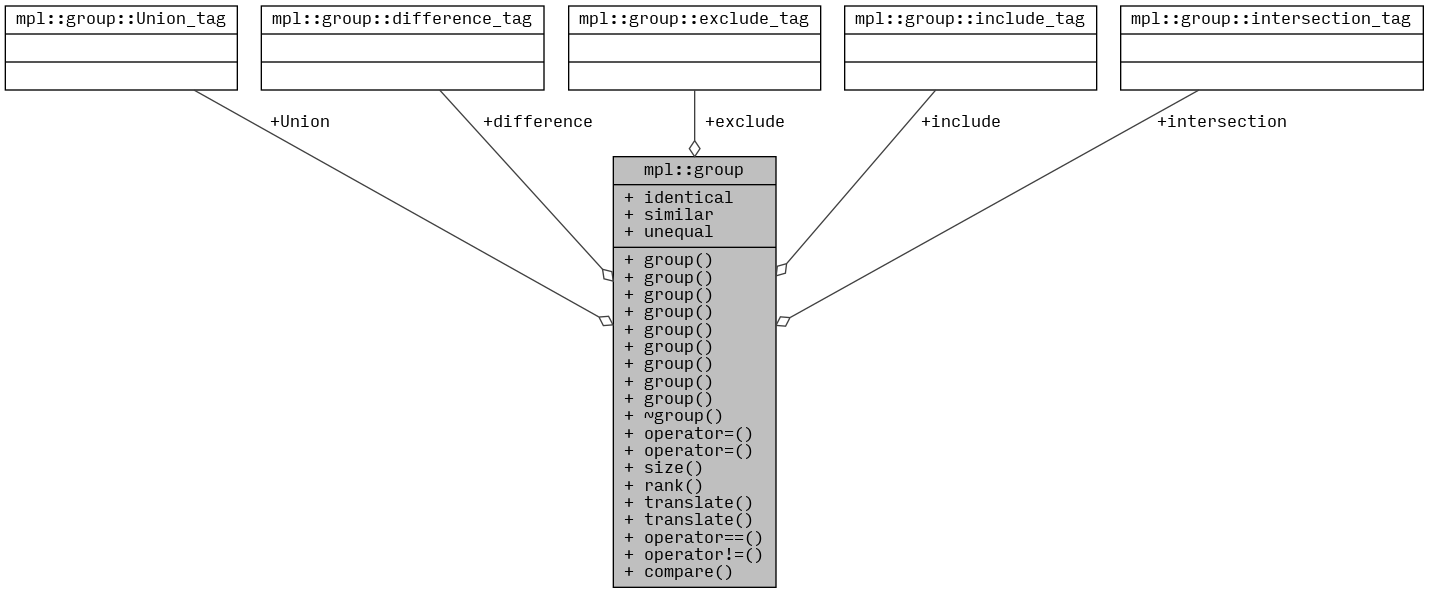 mpl::group::Union_tag
mpl::group::difference_tag
mpl::group::exclude_tag
mpl::group::include_tag
mpl::group::intersection_tag
+Union
+difference
+exclude
+include
+intersection
mpl::group
+ identical
+ similar
+ unequal
+ group()
+ group()
+ group()
+ group()
+ group()
+ group()
+ group()
+ group()
+ group()
+ ~group()
+ operator=()
+ operator=()
+ size()
+ rank()
+ translate()
+ translate()
+ operator==()
+ operator!=()
+ compare()